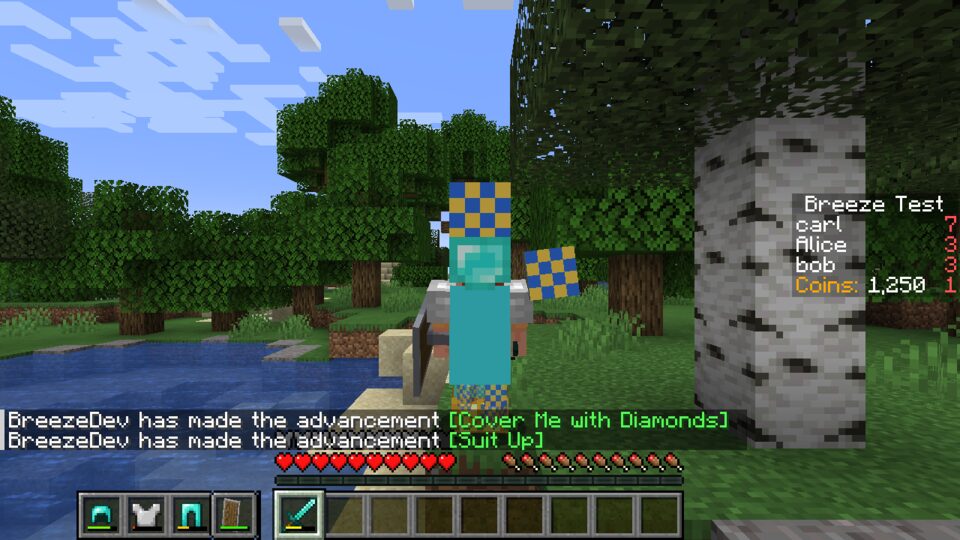 Breeze Test
carl 7
Alice 3
bob 3
Coins: 1,250 1
BreezeDev has made the advancement [Cover Me with Diamonds]
BreezeDev has made the advancement [Suit Up]